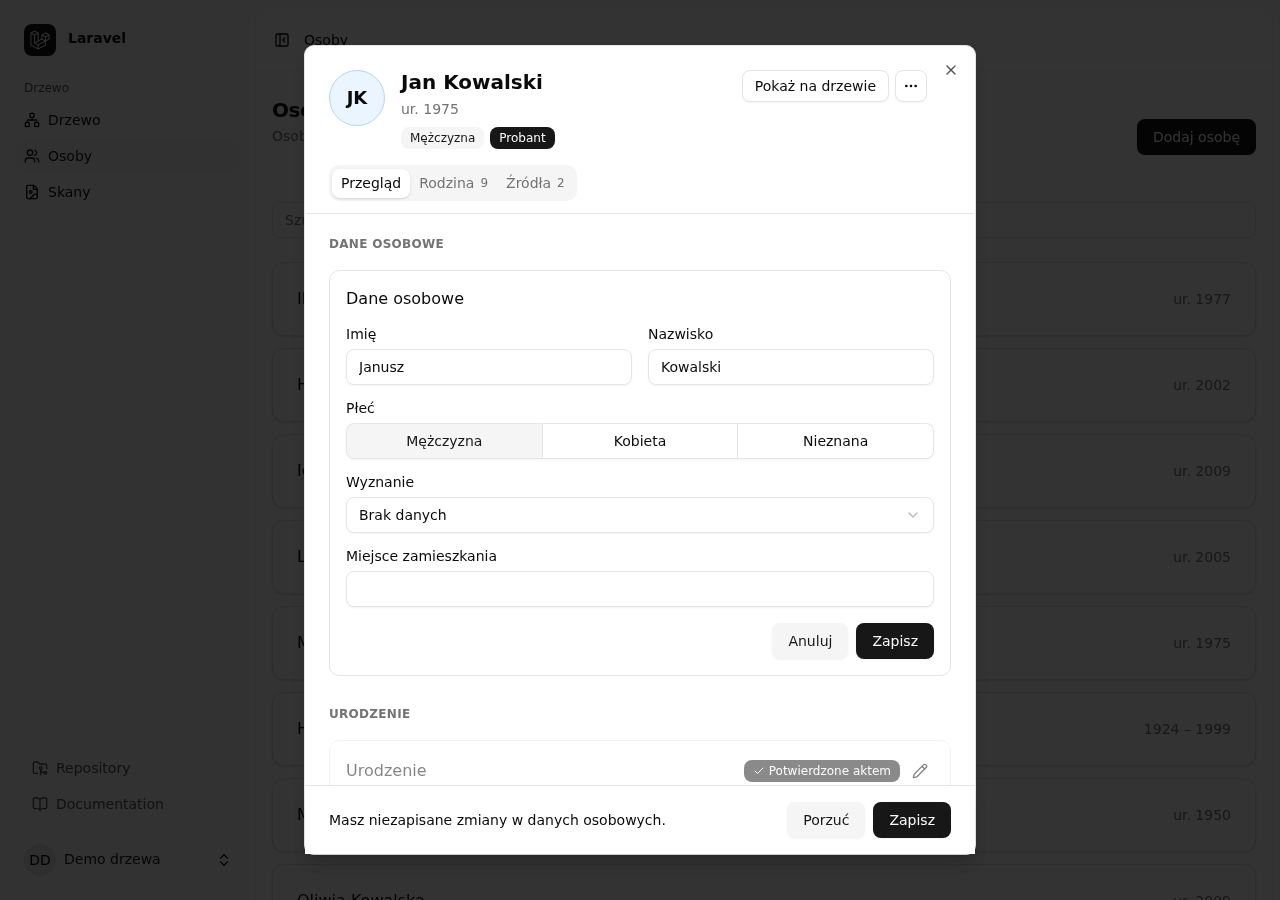 Laravel
Osoby
Drzewo
Drzewo
Osoby
Skany
Dodaj osobę
JK
Jan Kowalski
ur. 1975
Mężczyzna
Probant
Pokaż na drzewie
Przegląd
Rodzina 9
Źródła 2
DANE OSOBOWE
Dane osobowe
Imię
Nazwisko
Janusz
Kowalski
Płeć
Mężczyzna
Kobieta
Nieznana
Wyznanie
Brak danych
Miejsce zamieszkania
Anuluj
Zapisz
URODZENIE
Urodzenie
Potwierdzone aktem
Masz niezapisane zmiany w danych osobowych.
Porzuć
Zapisz
ur. 1977
ur. 2002
ur. 2009
ur. 2005
ur. 1975
1924 – 1999
ur. 1950
Repository
Documentation
DD
Demo drzewa